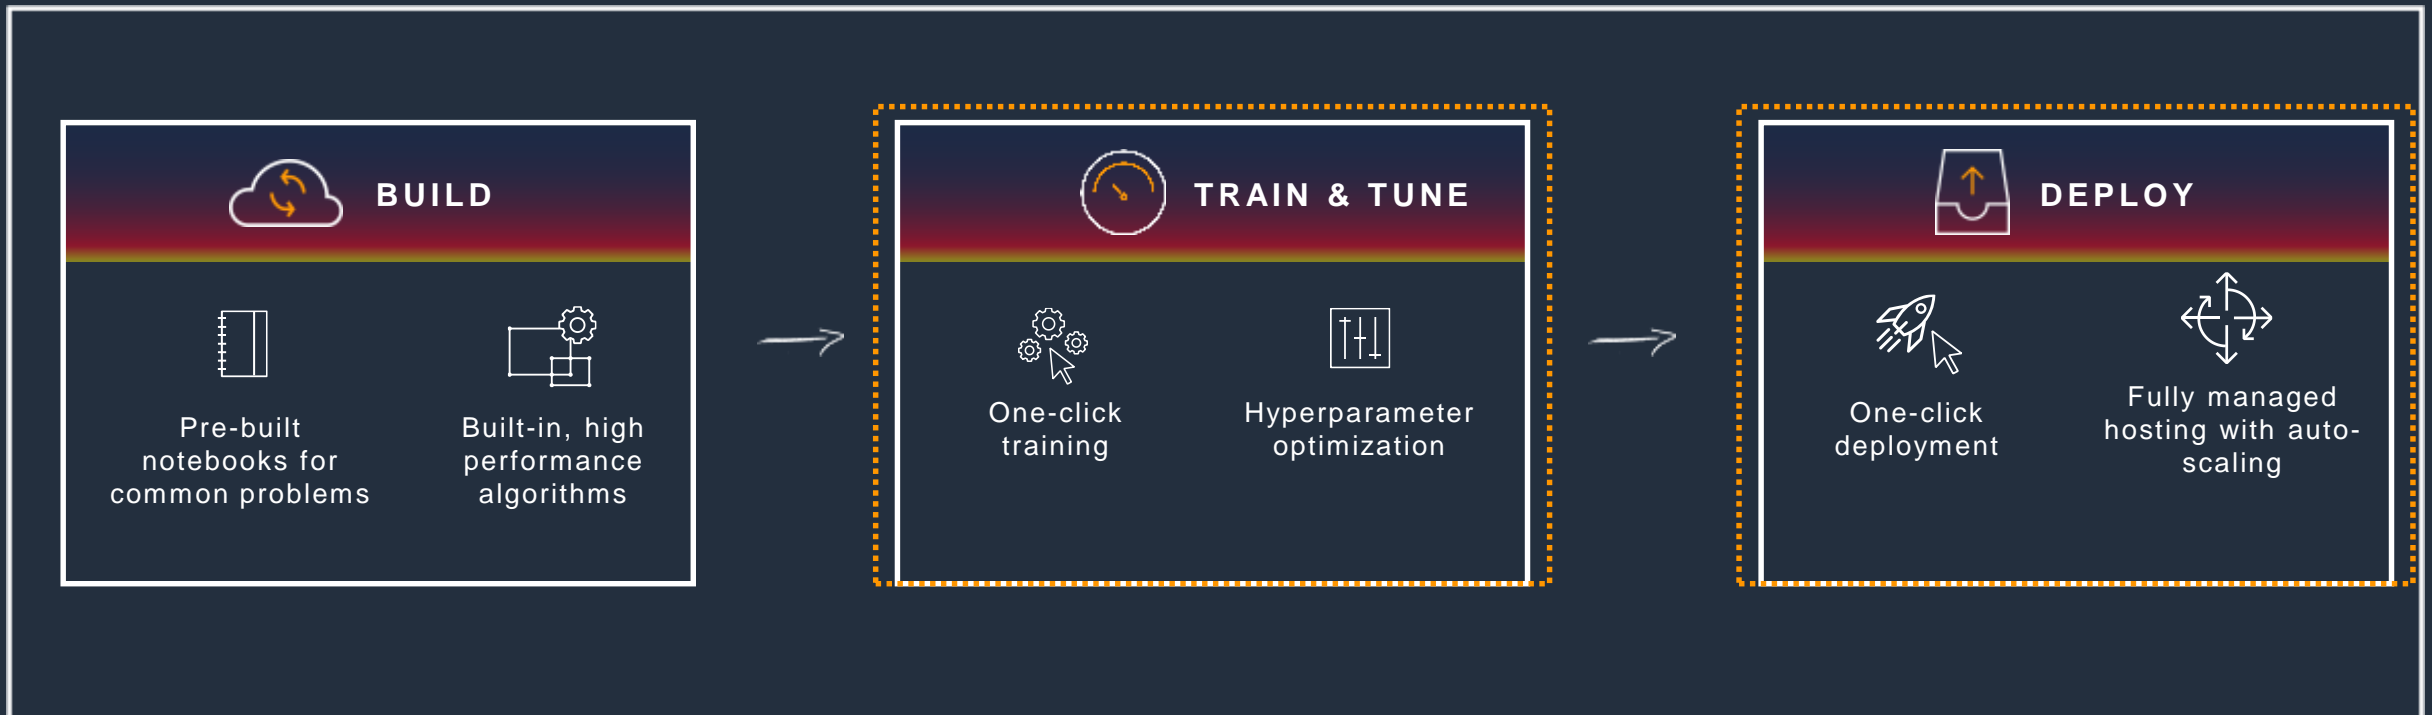 BUILD
Pre-built
notebooks for
common problems
Built-in, high
performance
algorithms
TRAIN & TUNE
One-click
training
Hyperparameter
optimization
DEPLOY
One-click
deployment
Fully managed
hosting with auto-
scaling